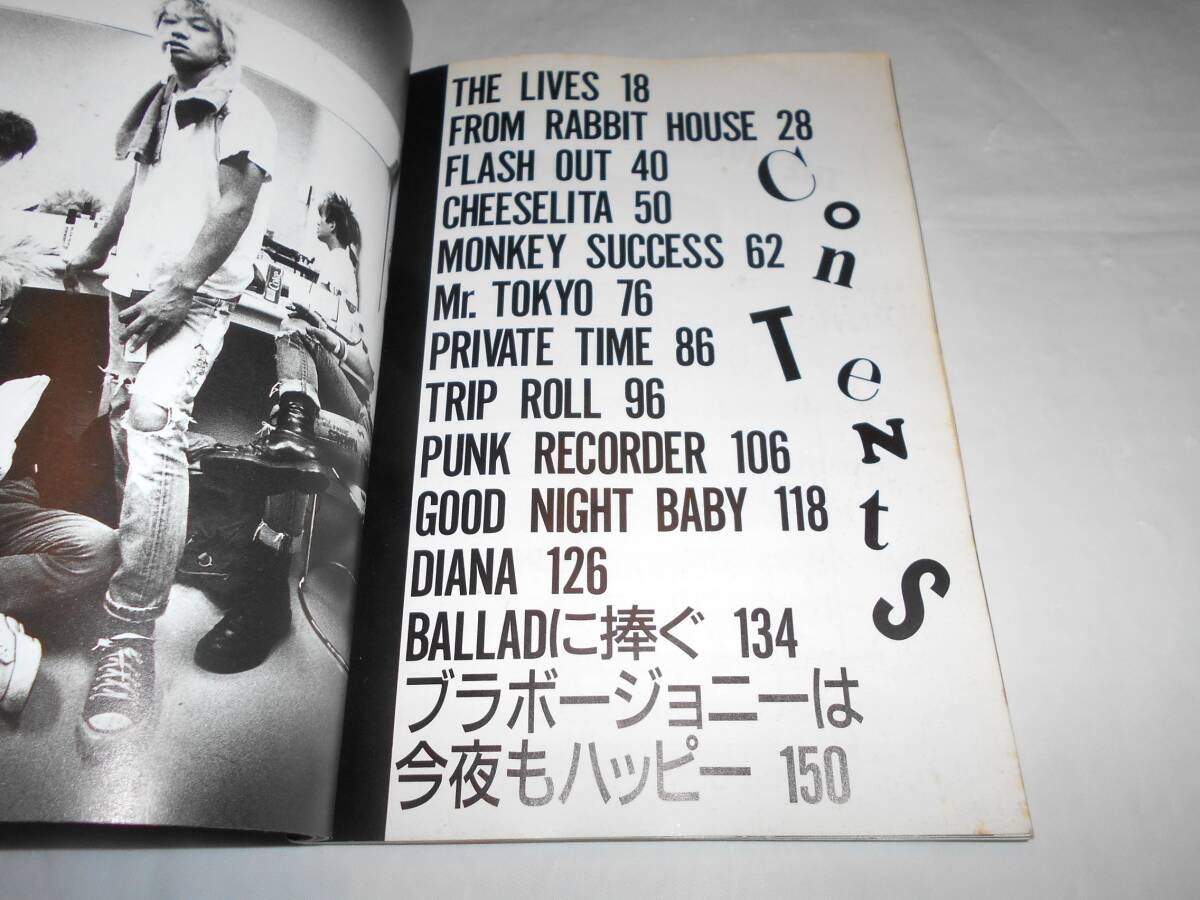 THE LIVES 18
FROM RABBIT HOUSE 28
FLASH OUT 40
CHEESELITA 50
MONKEY SUCCESS 62
Mr. TOKYO 76
PRIVATE TIME 86
TRIP ROLL 96
PUNK RECORDER 106
GOOD NIGHT BABY 118
DIANA 126
BALLADに捧ぐ 134
ブラボージョニーは
今夜もハッピー 150
Con
TentS
Coke